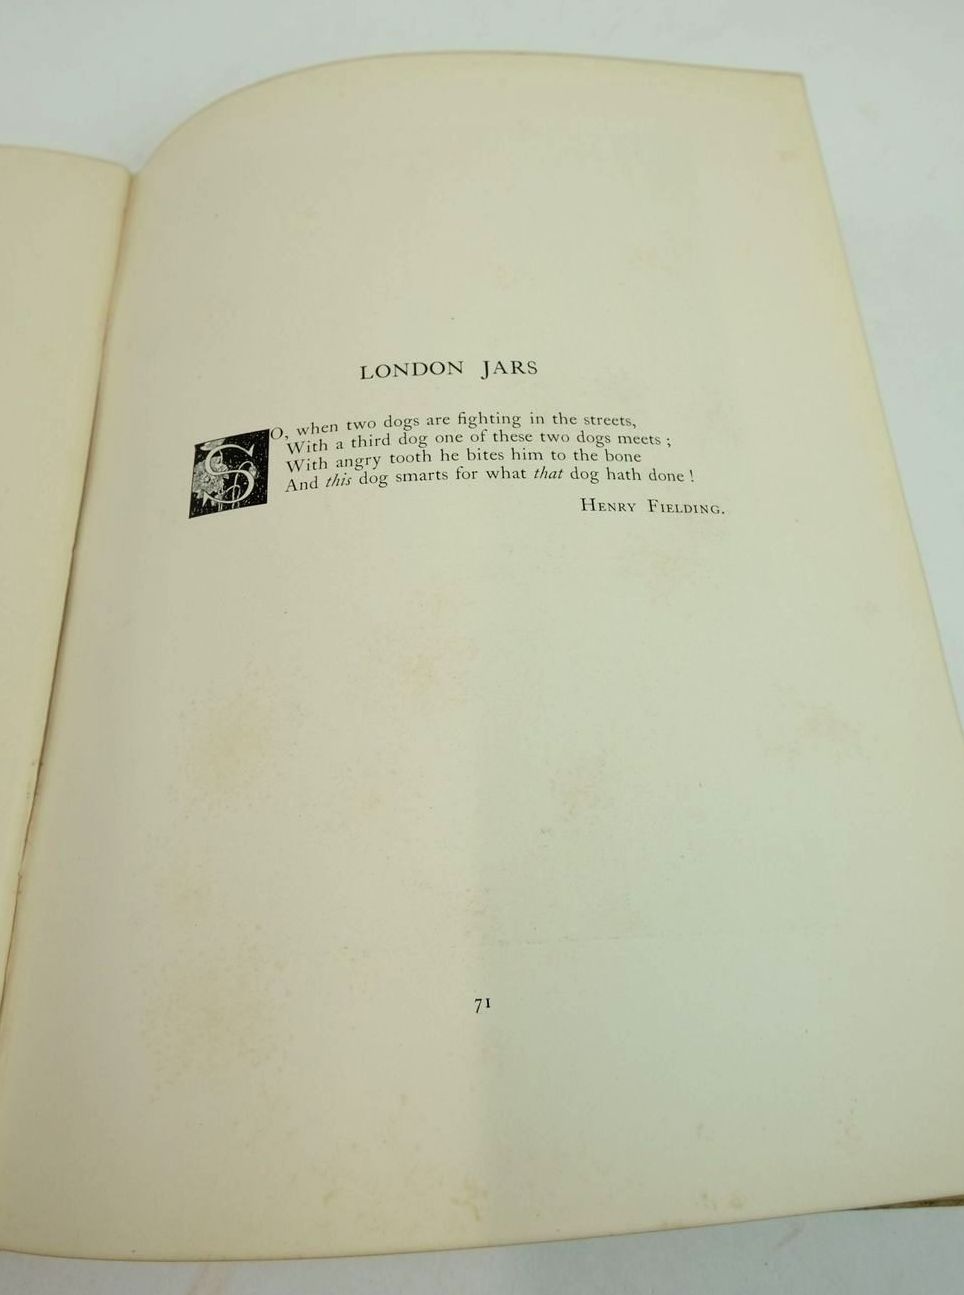 LONDON JARS
SO, when two dogs are fighting in the streets,
With a third dog one of these two dogs meets ;
With angry tooth he bites him to the bone
And this dog smarts for what that dog hath done !
HENRY FIELDING.
71